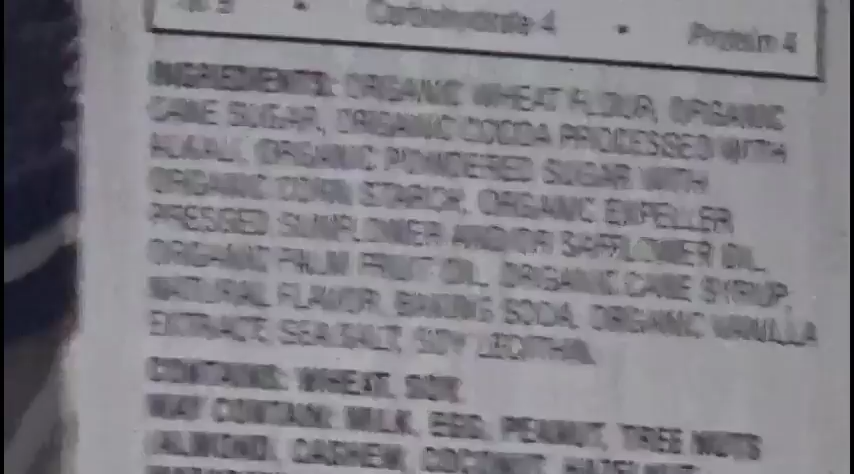 Carbohydrate 4 • Protein 4
INGREDIENTS: ORGANIC WHEAT FLOUR, ORGANIC
CANE SUGAR, ORGANIC COCOA PROCESSED WITH
ALKALI, ORGANIC POWDERED SUGAR WITH
ORGANIC CORN STARCH, ORGANIC EXPELLER
PRESSED SUNFLOWER AND/OR SAFFLOWER OIL,
ORGANIC PALM FRUIT OIL, ORGANIC CANE SYRUP,
NATURAL FLAVOR, BAKING SODA, ORGANIC VANILLA
EXTRACT, SEA SALT, SOY LECITHIN.
CONTAINS: WHEAT, SOY.
MAY CONTAIN: MILK, EGG, PEANUT, TREE NUTS
(ALMOND, CASHEW, COCONUT, HAZELNUT